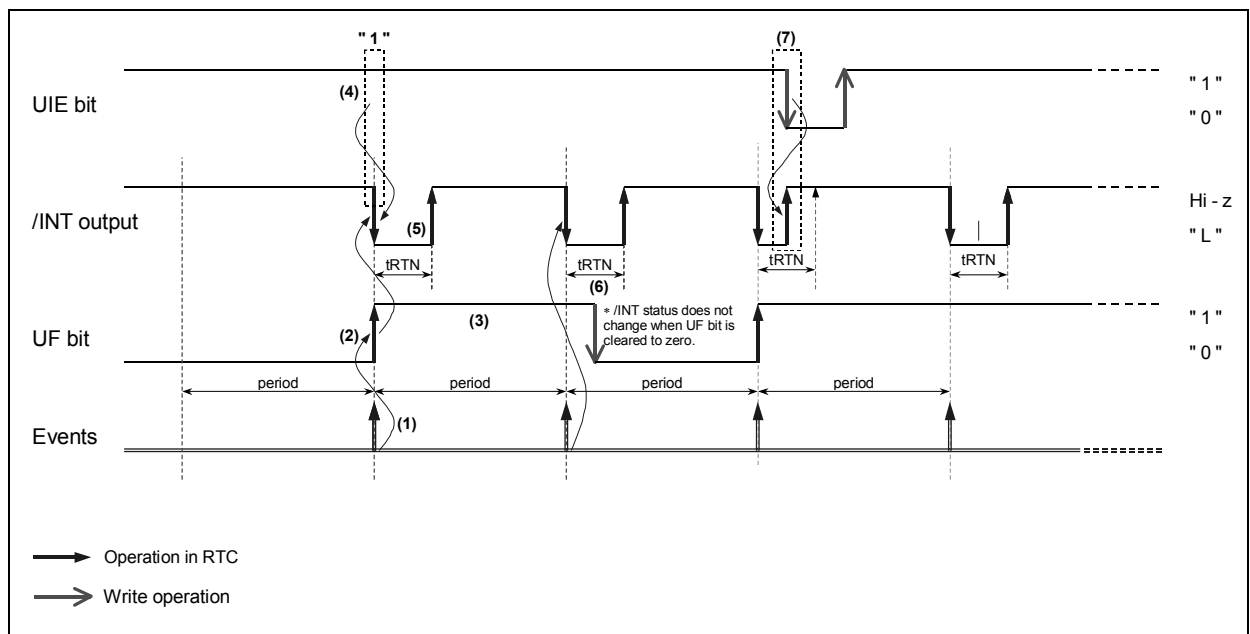 " 1 "
(7)
(4)
UIE bit
" 1 "
" 0 "
/INT output
(5)
Hi - z
" L "
tRTN
tRTN
tRTN
tRTN
(6)
* /INT status does not
change when UF bit is
cleared to zero.
(3)
(2)
UF bit
" 1 "
" 0 "
period
period
period
period
(1)
Events
Operation in RTC
Write operation